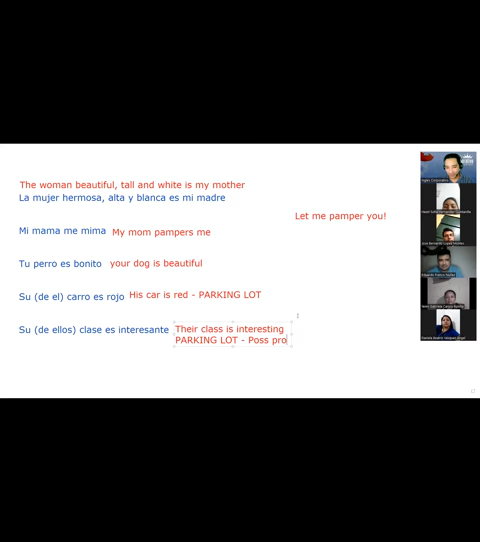 The woman beautiful, tall and white is my mother
La mujer hermosa, alta y blanca es mi madre
Let me pamper you!
Mi mama me mima My mom pampers me
Tu perro es bonito your dog is beautiful
Su (de el) carro es rojo His car is red - PARKING LOT
Su (de ellos) clase es interesante Their class is interesting
PARKING LOT - Poss pro